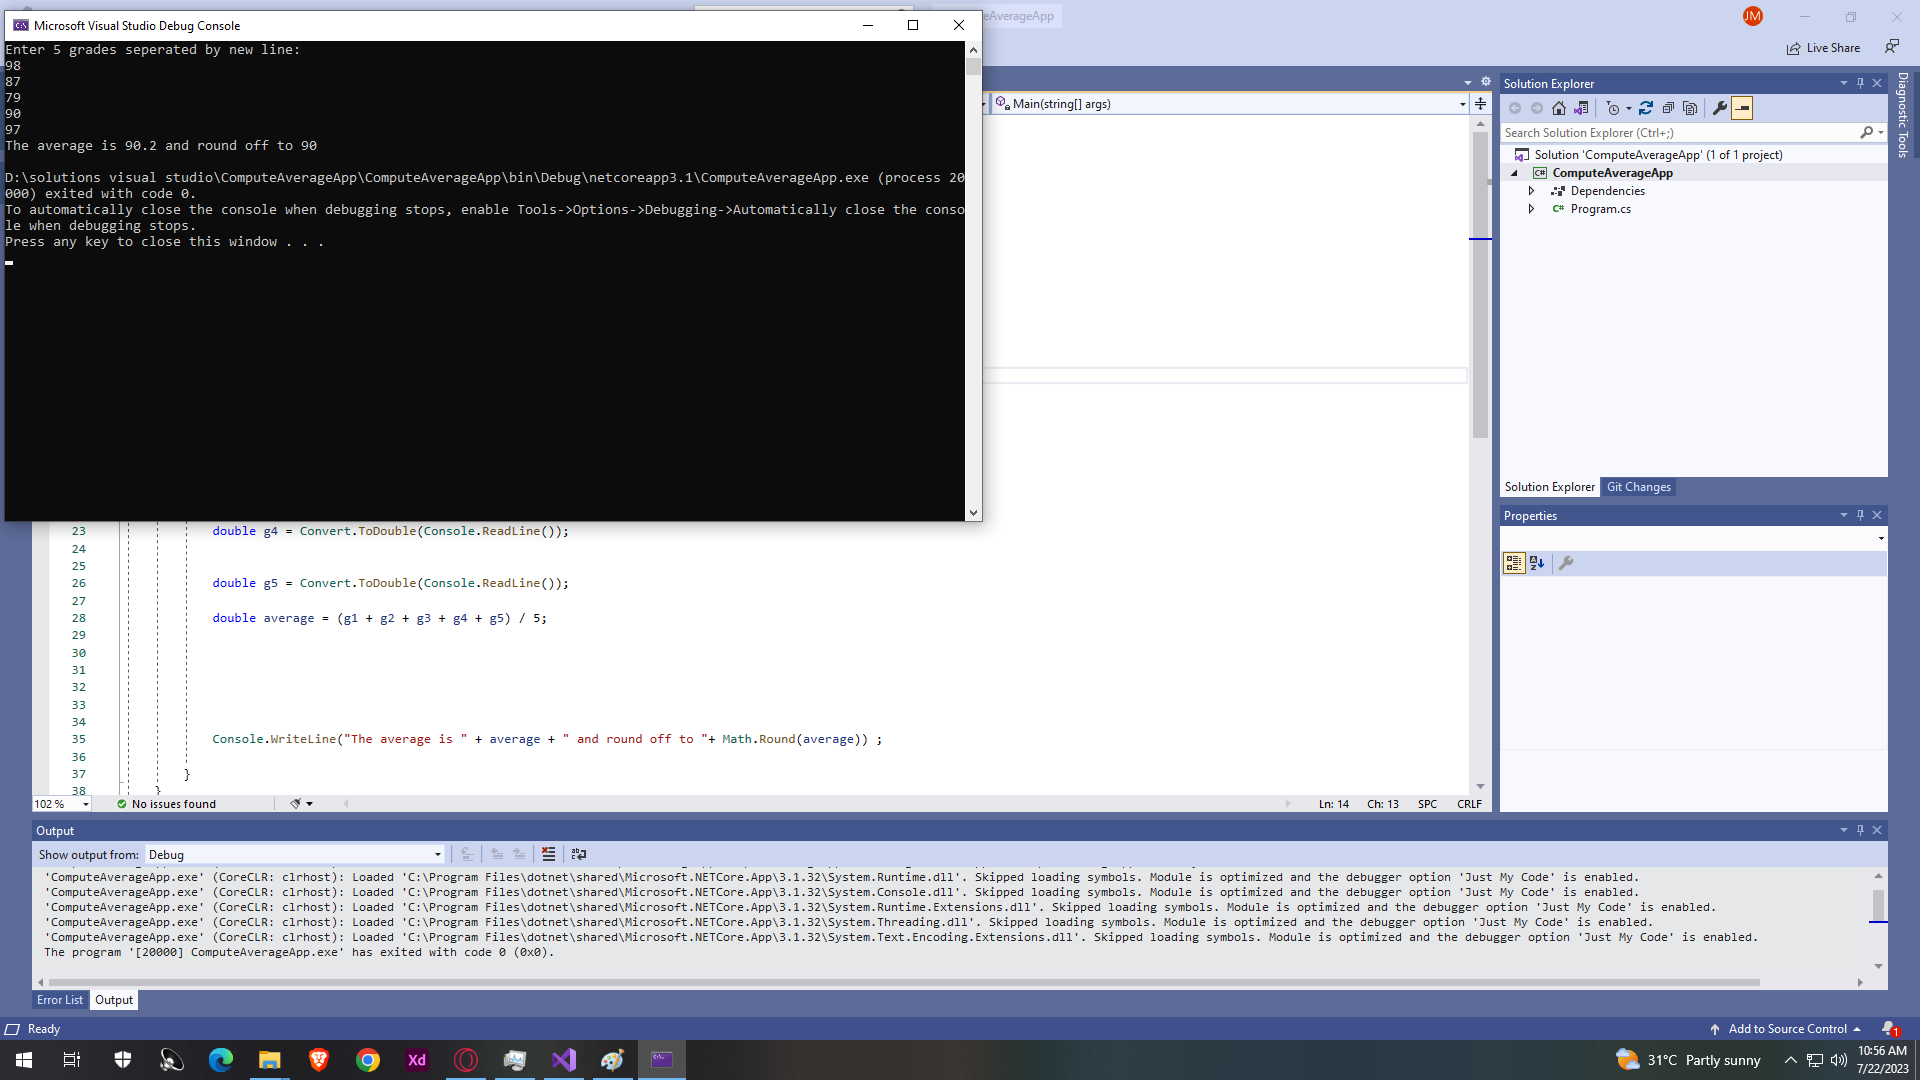 Microsoft Visual Studio Debug Console
Enter 5 grades seperated by new line:
98
87
79
90
97
The average is 90.2 and round off to 90
D:\solutions visual studio\ComputeAverageApp\ComputeAverageApp\bin\Debug\netcoreapp3.1\ComputeAverageApp.exe (process 20
000) exited with code 0.
To automatically close the console when debugging stops, enable Tools->Options->Debugging->Automatically close the conso
le when debugging stops.
Press any key to close this window . . .
eAverageApp
JM
Live Share
Main(string[] args)
23 double g4 = Convert.ToDouble(Console.ReadLine());
24
25
26 double g5 = Convert.ToDouble(Console.ReadLine());
27
28 double average = (g1 + g2 + g3 + g4 + g5) / 5;
29
30
31
32
33
34
35 Console.WriteLine("The average is " + average + " and round off to "+ Math.Round(average)) ;
36
37 }
38 }
102 %
No issues found
Ln: 14 Ch: 13 SPC CRLF
Solution Explorer
Search Solution Explorer (Ctrl+;)
Solution 'ComputeAverageApp' (1 of 1 project)
C# ComputeAverageApp
Dependencies
C# Program.cs
Solution Explorer Git Changes
Properties
Diagnostic Tools
Output
Show output from: Debug
'ComputeAverageApp.exe' (CoreCLR: clrhost): Loaded 'C:\Program Files\dotnet\shared\Microsoft.NETCore.App\3.1.32\System.Runtime.dll'. Skipped loading symbols. Module is optimized and the debugger option 'Just My Code' is enabled.
'ComputeAverageApp.exe' (CoreCLR: clrhost): Loaded 'C:\Program Files\dotnet\shared\Microsoft.NETCore.App\3.1.32\System.Console.dll'. Skipped loading symbols. Module is optimized and the debugger option 'Just My Code' is enabled.
'ComputeAverageApp.exe' (CoreCLR: clrhost): Loaded 'C:\Program Files\dotnet\shared\Microsoft.NETCore.App\3.1.32\System.Runtime.Extensions.dll'. Skipped loading symbols. Module is optimized and the debugger option 'Just My Code' is enabled.
'ComputeAverageApp.exe' (CoreCLR: clrhost): Loaded 'C:\Program Files\dotnet\shared\Microsoft.NETCore.App\3.1.32\System.Threading.dll'. Skipped loading symbols. Module is optimized and the debugger option 'Just My Code' is enabled.
'ComputeAverageApp.exe' (CoreCLR: clrhost): Loaded 'C:\Program Files\dotnet\shared\Microsoft.NETCore.App\3.1.32\System.Text.Encoding.Extensions.dll'. Skipped loading symbols. Module is optimized and the debugger option 'Just My Code' is enabled.
The program '[20000] ComputeAverageApp.exe' has exited with code 0 (0x0).
Error List Output
Ready
Add to Source Control
1
Xd
31°C Partly sunny
10:56 AM
7/22/2023